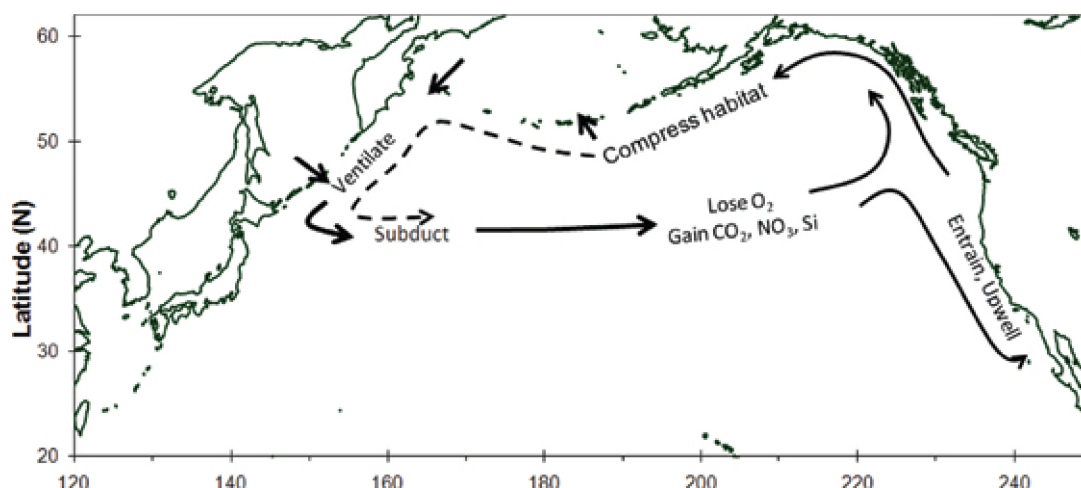 60
50
40
30
20
Latitude (N)
120
140
160
180
200
220
240
Ventilate
Compress habitat
Subduct
Lose O₂
Gain CO₂, NO₃, Si
Entrain, Upwell